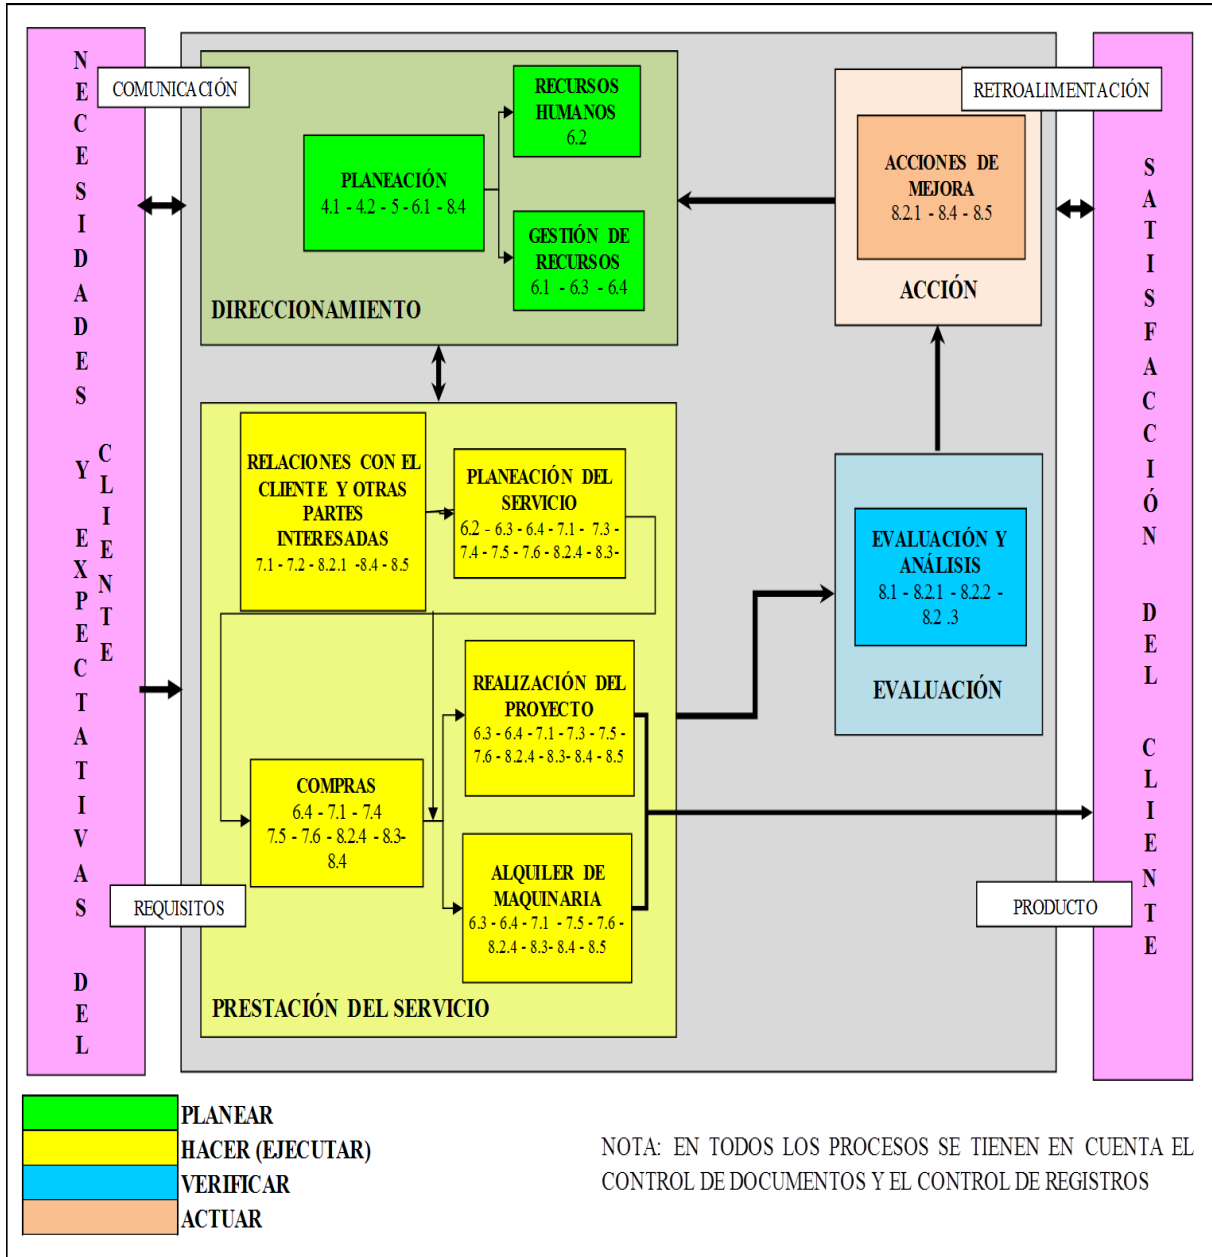 NECESIDADES Y EXPECTATIVAS DEL
CLIENTE
COMUNICACIÓN
REQUISITOS
RECURSOS
HUMANOS
6.2
PLANEACIÓN
4.1 - 4.2 - 5 - 6.1 - 8.4
GESTIÓN DE
RECURSOS
6.1 - 6.3 - 6.4
DIRECCIONAMIENTO
RETROALIMENTACIÓN
ACCIONES DE
MEJORA
8.2.1 - 8.4 - 8.5
ACCIÓN
RELACIONES CON EL
CLIENTE Y OTRAS
PARTES
INTERESADAS
7.1 - 7.2 - 8.2.1 -8.4 - 8.5
PLANEACIÓN DEL
SERVICIO
6.2 - 6.3 - 6.4 - 7.1 - 7.3 -
7.4 - 7.5 - 7.6 - 8.2.4 - 8.3-
EVALUACIÓN Y
ANÁLISIS
8.1 - 8.2.1 - 8.2.2 -
8.2 .3
EVALUACIÓN
REALIZACIÓN DEL
PROYECTO
6.3 - 6.4 - 7.1 - 7.3 - 7.5 -
7.6 - 8.2.4 - 8.3- 8.4 - 8.5
COMPRAS
6.4 - 7.1 - 7.4
7.5 - 7.6 - 8.2.4 - 8.3-
8.4
ALQUILER DE
MAQUINARIA
6.3 - 6.4 - 7.1 - 7.5 - 7.6 -
8.2.4 - 8.3- 8.4 - 8.5
PRESTACIÓN DEL SERVICIO
PRODUCTO
SATISFACCIÓN DEL CLIENTE
PLANEAR
HACER (EJECUTAR)
VERIFICAR
ACTUAR
NOTA: EN TODOS LOS PROCESOS SE TIENEN EN CUENTA EL
CONTROL DE DOCUMENTOS Y EL CONTROL DE REGISTROS